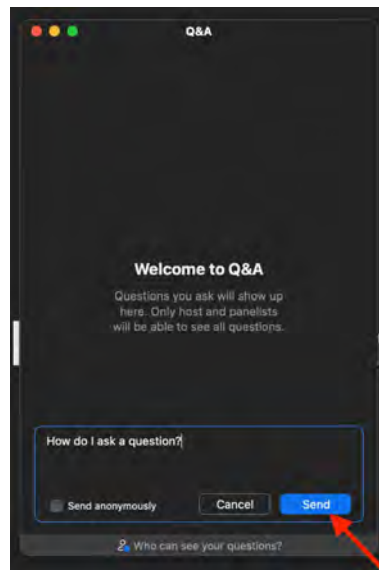 Q&A
Welcome to Q&A
Questions you ask will show up
here. Only host and panelists
will be able to see all questions.
How do I ask a question?
Send anonymously Cancel Send
Who can see your questions?